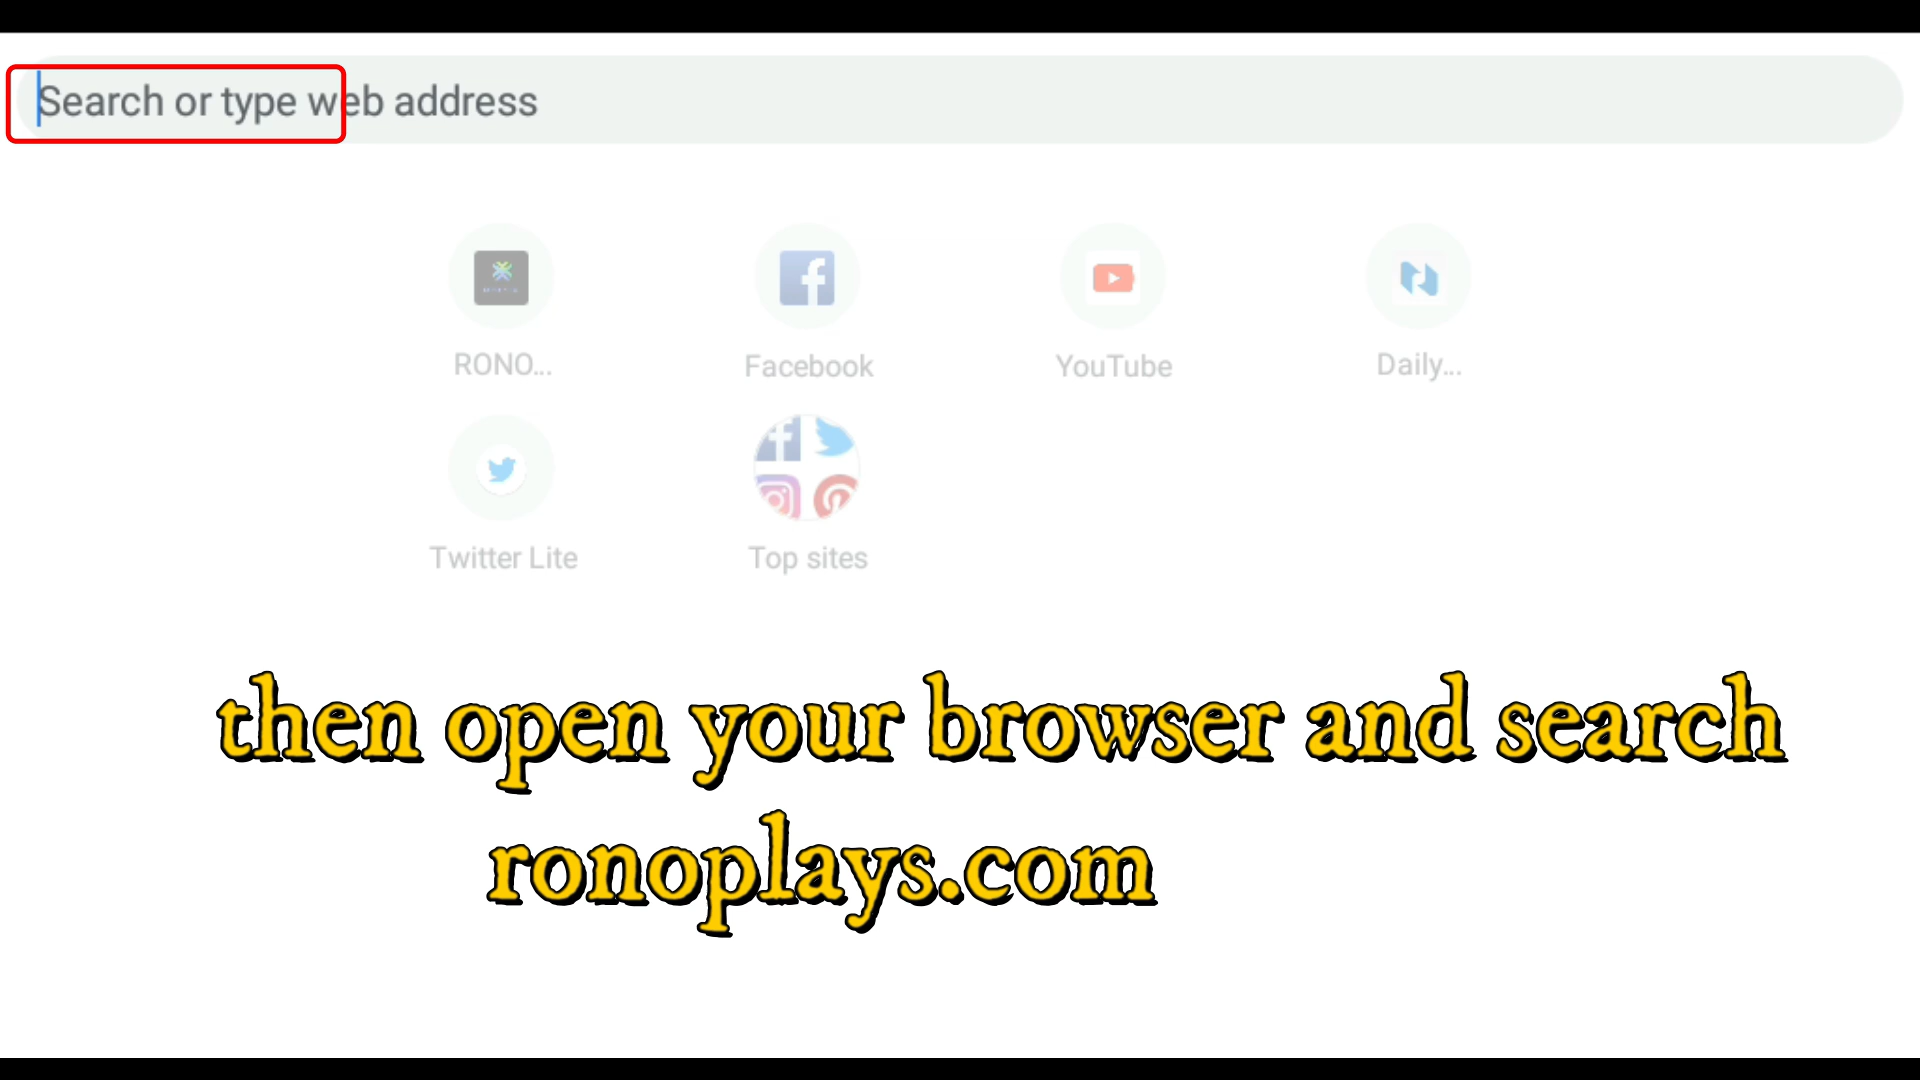 Search or type web address
RONO...
Facebook
YouTube
Daily...
Twitter Lite
Top sites
then open your browser and search
ronoplays.com